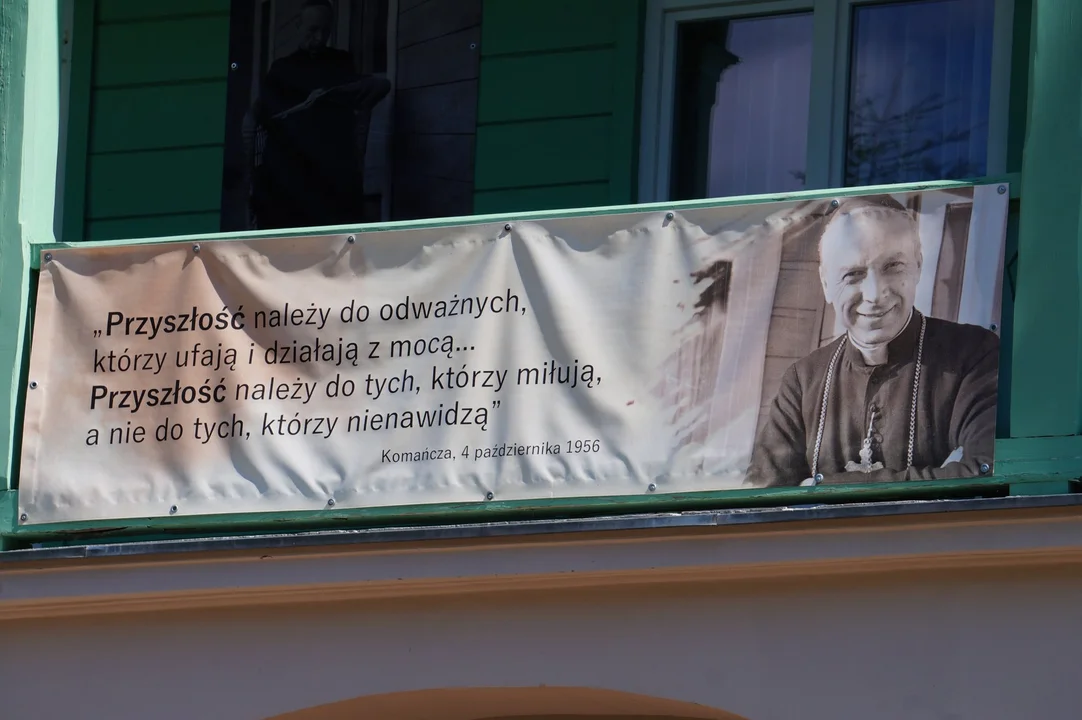 „Przyszłość należy do odważnych,
którzy ufają i działają z mocą...
Przyszłość należy do tych, którzy miłują,
a nie do tych, którzy nienawidzą”
Komańcza, 4 października 1956